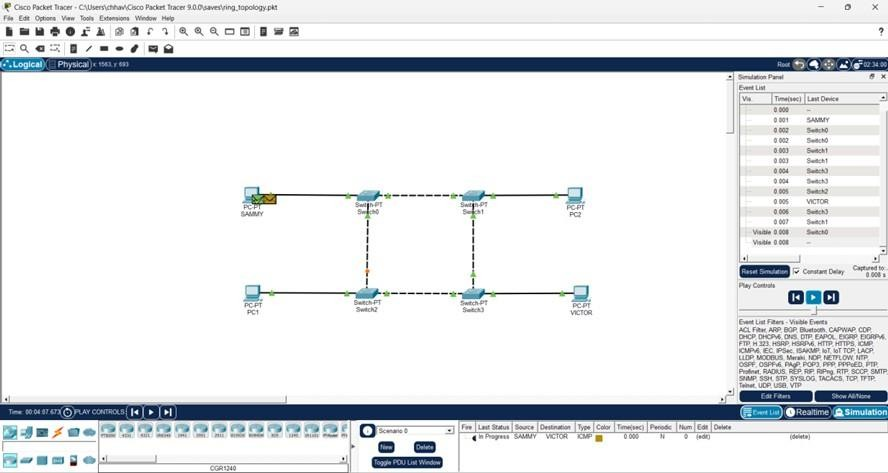 Cisco Packet Tracer - C:\Users\chhav\Cisco Packet Tracer 9.0.0\saves\ring_topology.pkt
File Edit Options View Tools Extensions Window Help
Logical Physical x: 1563, y: 693
Root 02:34:00
Simulation Panel
Event List
Vis. Time(sec) Last Device
0.000 --
0.001 SAMMY
0.002 Switch0
0.002 Switch0
0.003 Switch1
0.003 Switch1
0.004 Switch3
0.004 Switch3
0.005 Switch2
0.005 VICTOR
0.006 Switch3
0.007 Switch1
Visible 0.008 Switch0
Visible 0.008 --
Reset Simulation Constant Delay Captured to:
0.008 s
Play Controls
Event List Filters - Visible Events
ACL Filter, ARP, BGP, Bluetooth, CAPWAP, CDP,
DHCP, DHCPv6, DNS, DTP, EAPOL, EIGRP, EIGRPv6,
FTP, H.323, HSRP, HSRPv6, HTTP, HTTPS, ICMP,
ICMPv6, IEC, IPSec, ISAKMP, IoT, IoT TCP, LACP,
LLDP, MODBUS, Meraki, NDP, NETFLOW, NTP,
OSPF, OSPFv6, PAgP, POP3, PPP, PPPoED, PTP,
Profinet, RADIUS, REP, RIP, RIPng, RTP, SCCP, SMTP,
SNMP, SSH, STP, SYSLOG, TACACS, TCP, TFTP,
Telnet, UDP, USB, VTP
Edit Filters Show All/None
Event List Realtime Simulation
PC-PT
SAMMY
Switch-PT
Switch0
Switch-PT
Switch1
PC-PT
PC2
PC-PT
PC1
Switch-PT
Switch2
Switch-PT
Switch3
PC-PT
VICTOR
Time: 00:04:07.673 PLAY CONTROLS:
CGR1240
Scenario 0
New Delete
Toggle PDU List Window
Fire Last Status Source Destination Type Color Time(sec) Periodic Num Edit Delete
In Progress SAMMY VICTOR ICMP 0.000 N 0 (edit) (delete)